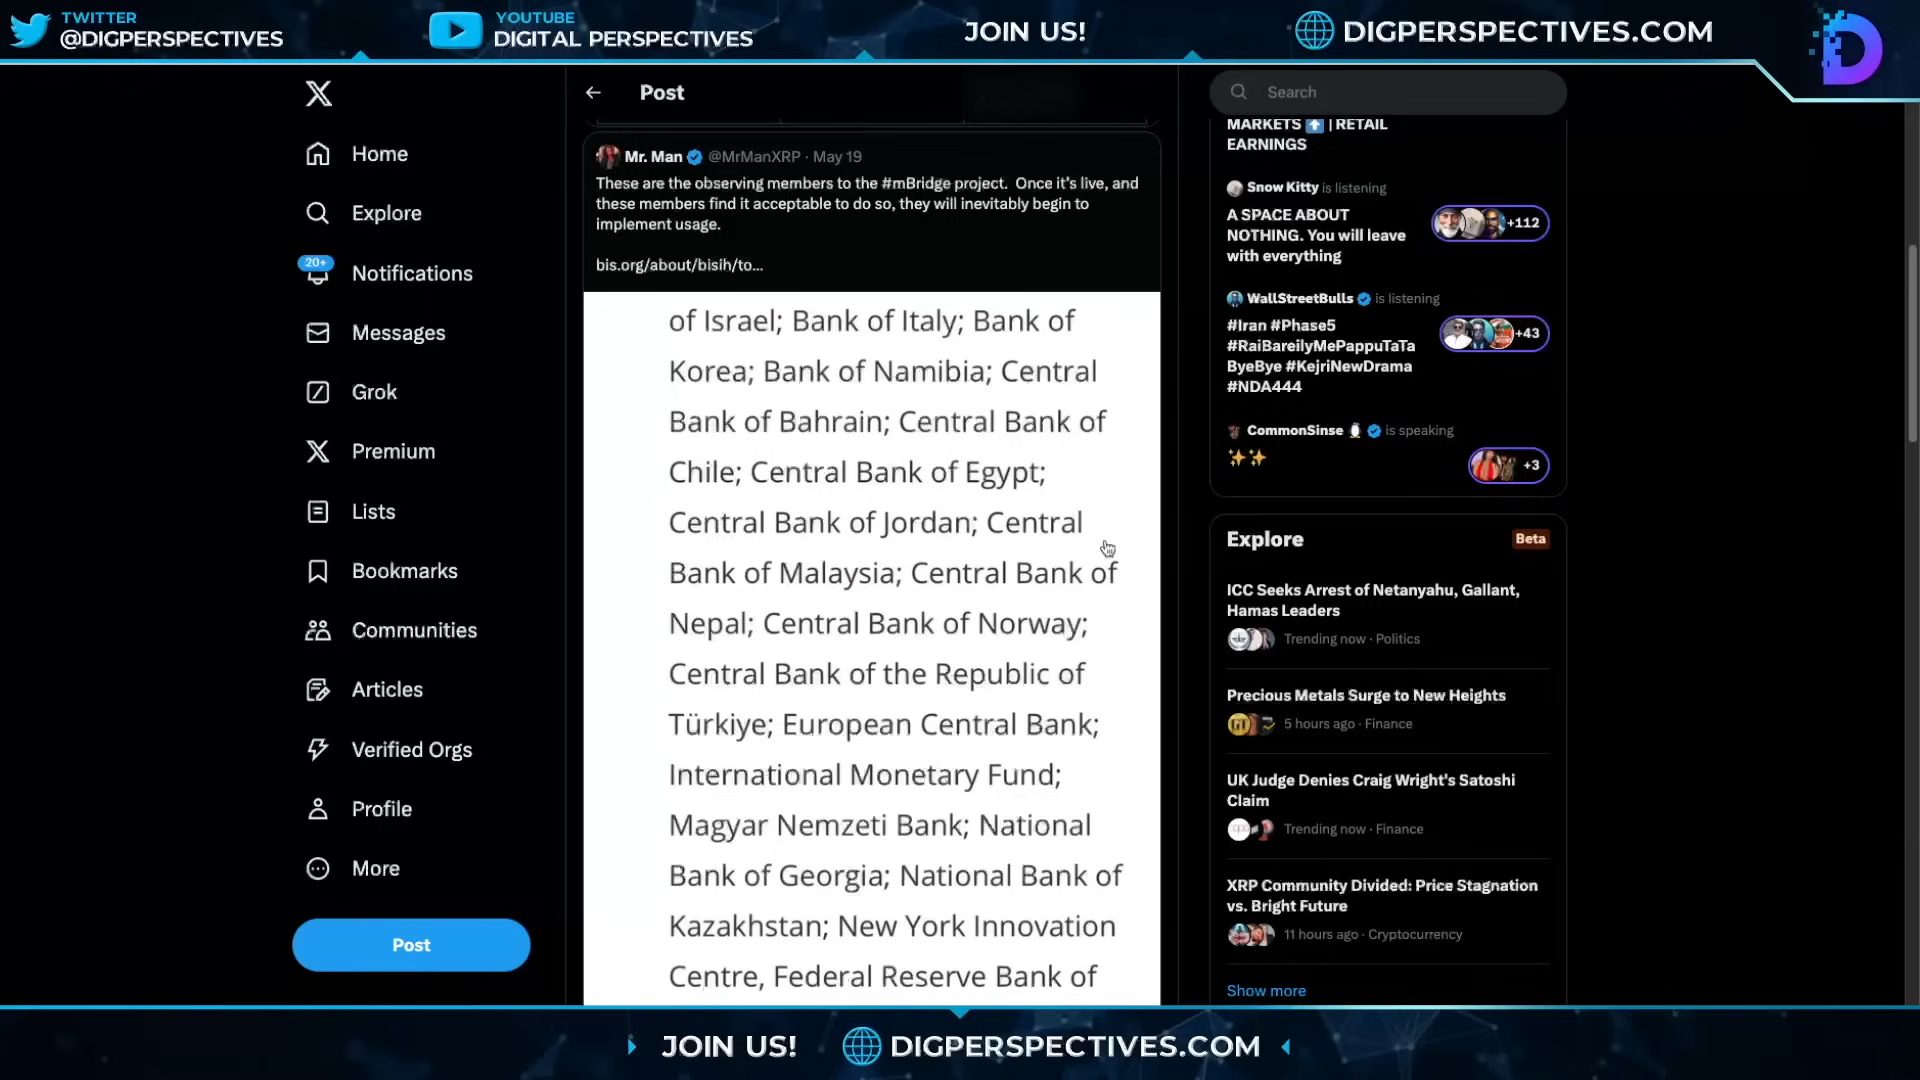 TWITTER
@DIGPERSPECTIVES
YOUTUBE
DIGITAL PERSPECTIVES
JOIN US!
DIGPERSPECTIVES.COM
Home
Explore
20+
Notifications
Messages
Grok
Premium
Lists
Bookmarks
Communities
Articles
Verified Orgs
Profile
More
Post
Post
Mr. Man @MrManXRP · May 19
These are the observing members to the #mBridge project. Once it's live, and
these members find it acceptable to do so, they will inevitably begin to
implement usage.
bis.org/about/bisih/to...
of Israel; Bank of Italy; Bank of
Korea; Bank of Namibia; Central
Bank of Bahrain; Central Bank of
Chile; Central Bank of Egypt;
Central Bank of Jordan; Central
Bank of Malaysia; Central Bank of
Nepal; Central Bank of Norway;
Central Bank of the Republic of
Türkiye; European Central Bank;
International Monetary Fund;
Magyar Nemzeti Bank; National
Bank of Georgia; National Bank of
Kazakhstan; New York Innovation
Centre, Federal Reserve Bank of
Search
MARKETS ⬆️ | RETAIL
EARNINGS
Snow Kitty is listening
A SPACE ABOUT
NOTHING. You will leave
with everything
+112
WallStreetBulls is listening
#Iran #Phase5
#RaiBareilyMePappuTaTa
ByeBye #KejriNewDrama
#NDA444
+43
CommonSinse is speaking
✨✨
+3
Explore
Beta
ICC Seeks Arrest of Netanyahu, Gallant,
Hamas Leaders
Trending now · Politics
Precious Metals Surge to New Heights
5 hours ago · Finance
UK Judge Denies Craig Wright's Satoshi
Claim
Trending now · Finance
XRP Community Divided: Price Stagnation
vs. Bright Future
11 hours ago · Cryptocurrency
Show more
JOIN US!
DIGPERSPECTIVES.COM